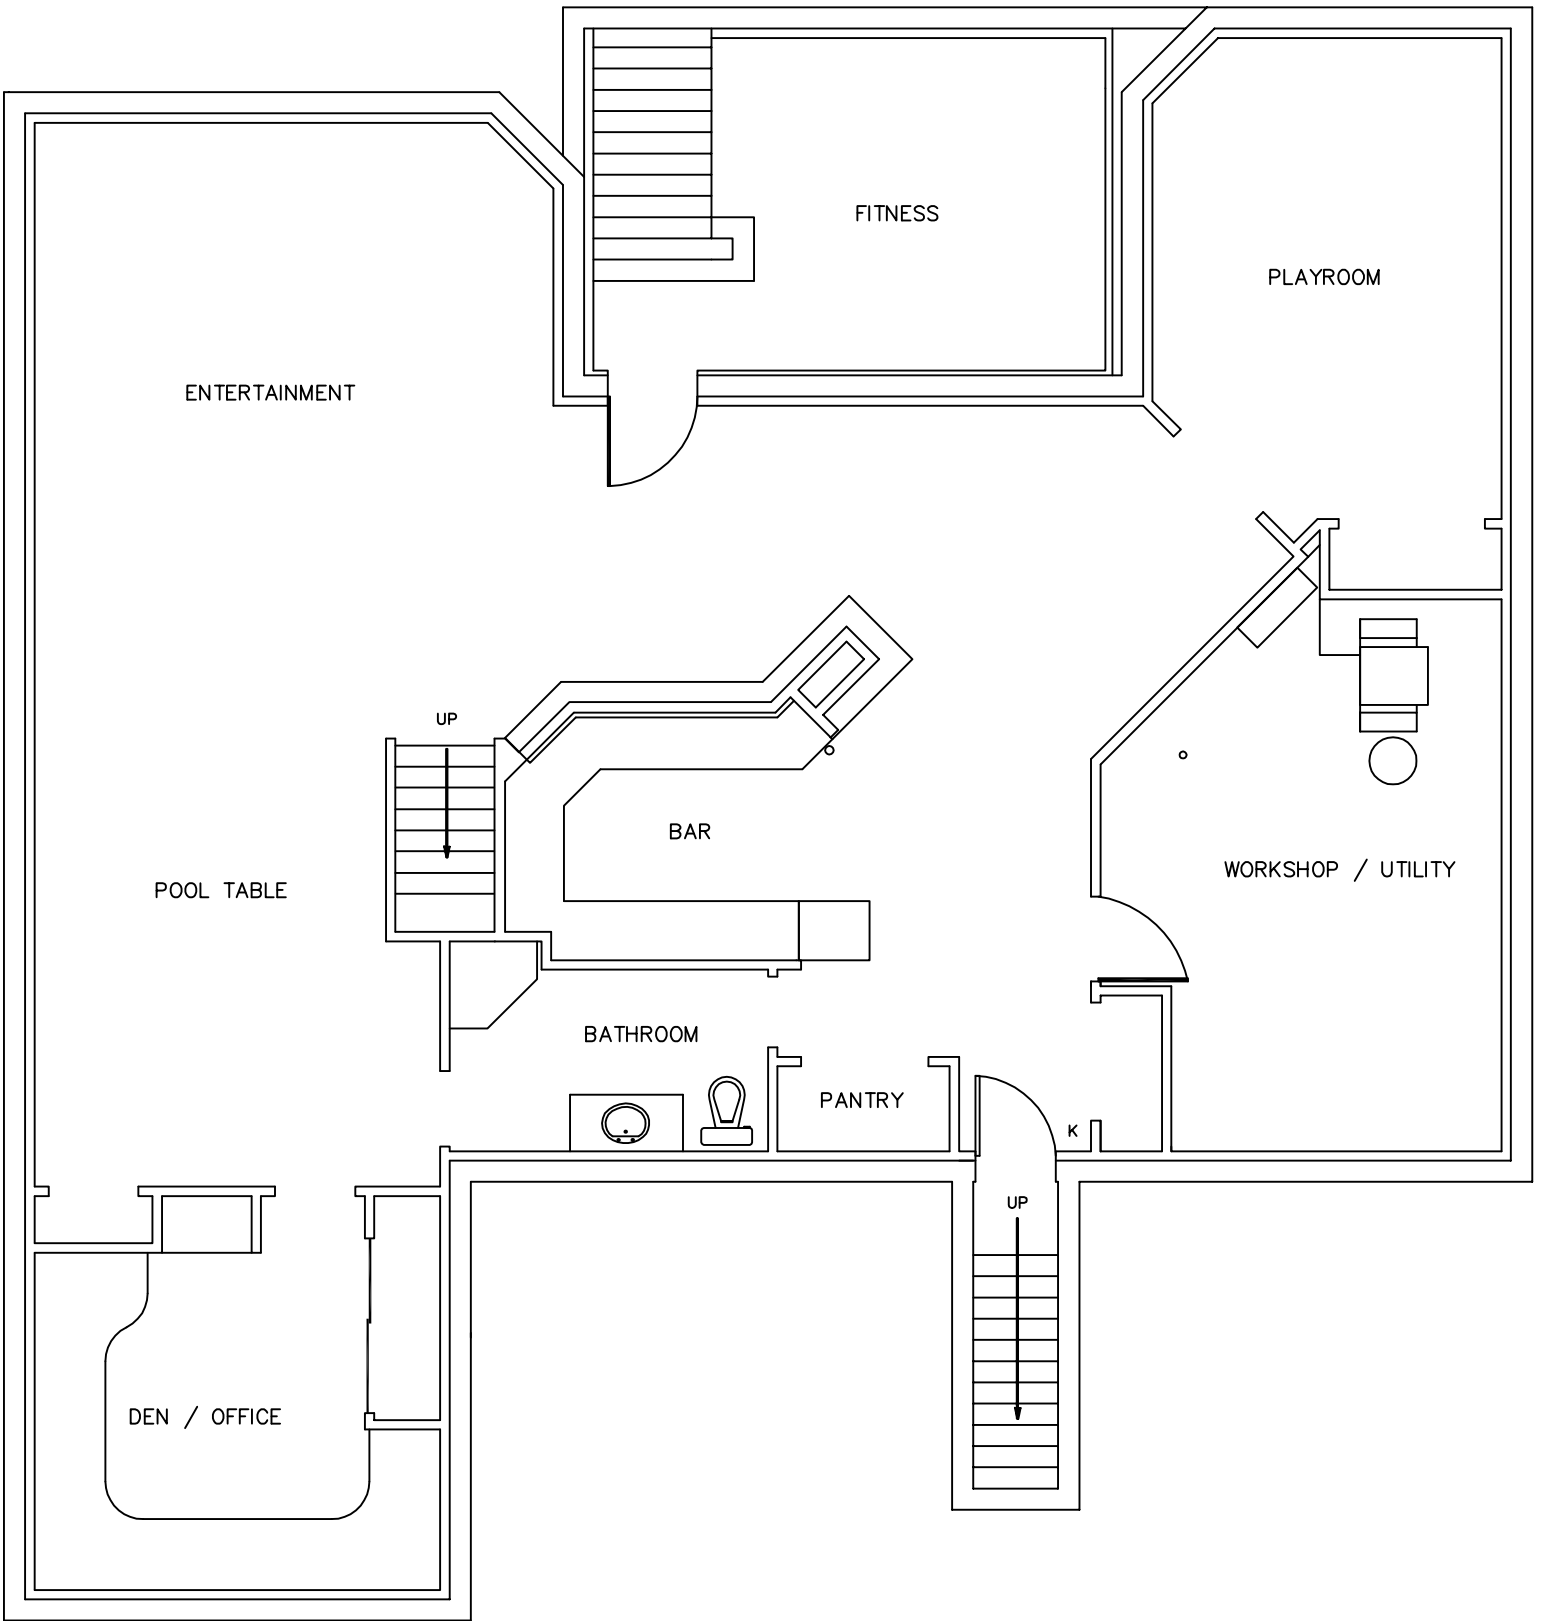 FITNESS
PLAYROOM
ENTERTAINMENT
UP
BAR
WORKSHOP / UTILITY
POOL TABLE
BATHROOM
PANTRY
K
UP
DEN / OFFICE